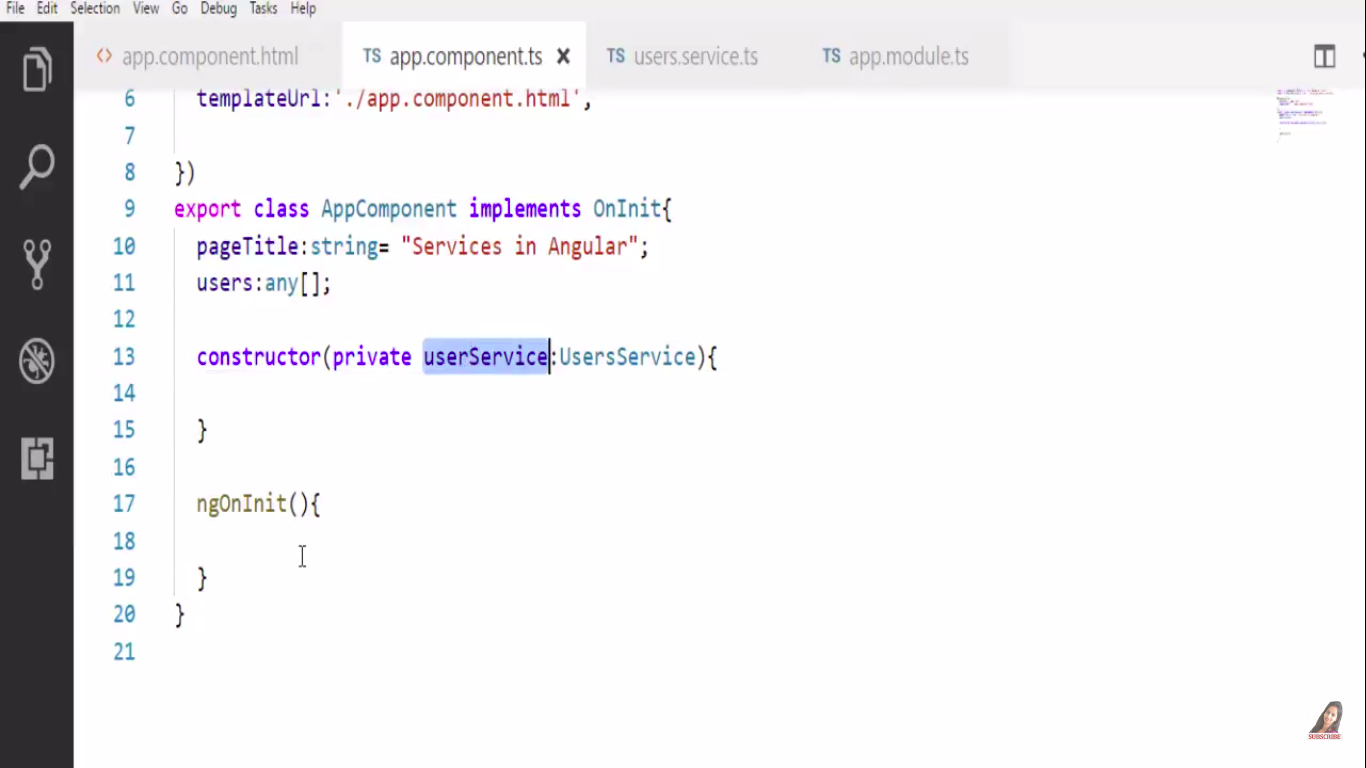 File Edit Selection View Go Debug Tasks Help
<> app.component.html TS app.component.ts TS users.service.ts TS app.module.ts
6 templateUrl:'./app.component.html',
7
8 })
9 export class AppComponent implements OnInit{
10 pageTitle:string= "Services in Angular";
11 users:any[];
12
13 constructor(private userService:UsersService){
14
15 }
16
17 ngOnInit(){
18
19 }
20 }
21
SUBSCRIBE